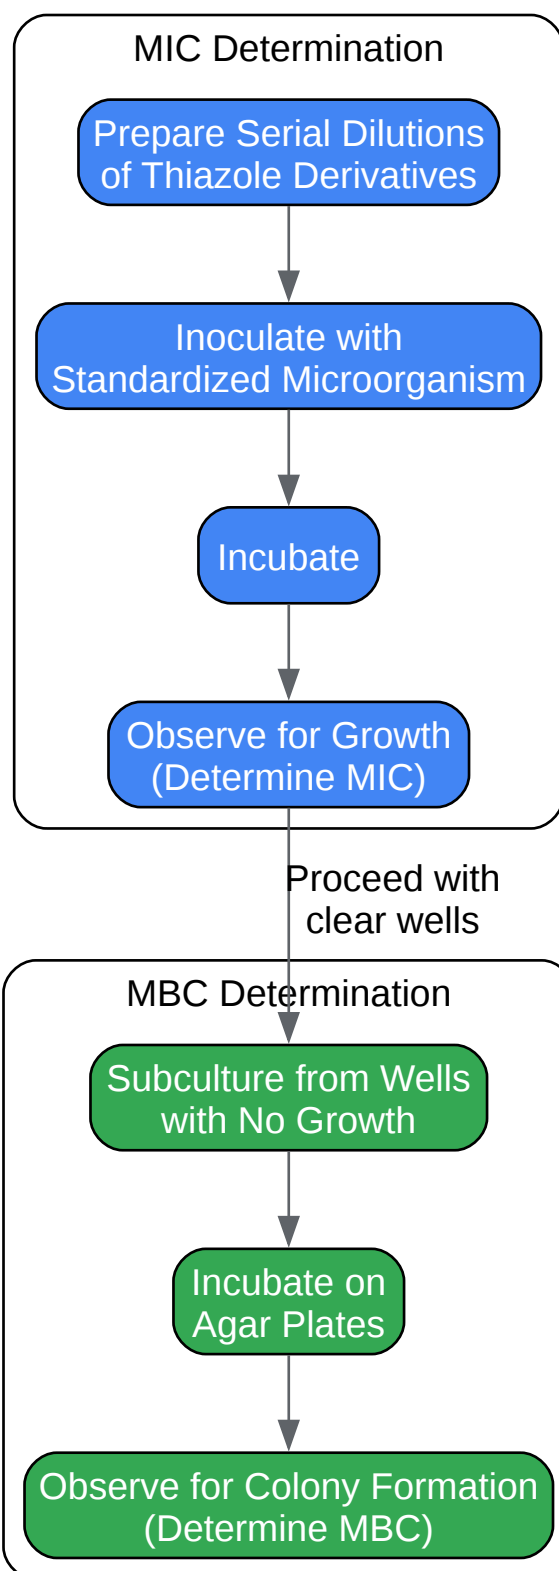 MIC Determination
Prepare Serial Dilutions
of Thiazole Derivatives
Inoculate with
Standardized Microorganism
Incubate
Observe for Growth
(Determine MIC)
Proceed with
clear wells
MBC Determination
Subculture from Wells
with No Growth
Incubate on
Agar Plates
Observe for Colony Formation
(Determine MBC)